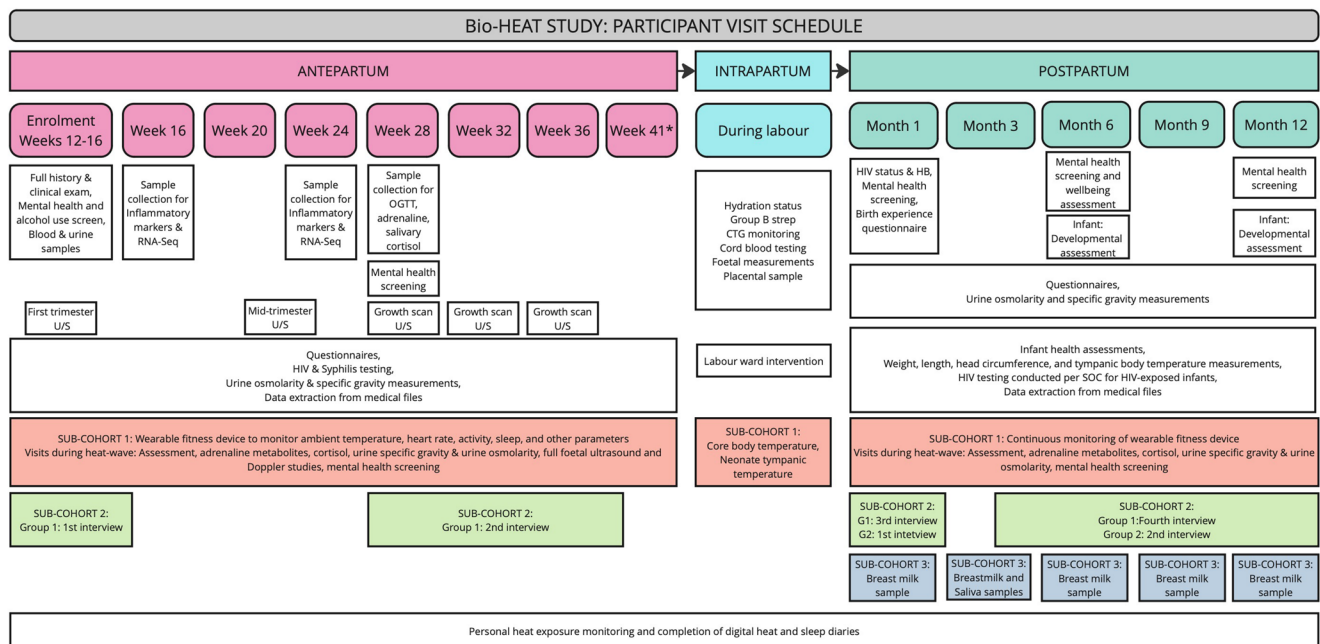 Bio-HEAT STUDY: PARTICIPANT VISIT SCHEDULE
ANTEPARTUM
INTRAPARTUM
POSTPARTUM
Enrolment
Weeks 12-16
Week 16
Week 20
Week 24
Week 28
Week 32
Week 36
Week 41*
During labour
Month 1
Month 3
Month 6
Month 9
Month 12
Full history &
clinical exam,
Mental health and
alcohol use screen,
Blood & urine
samples
Sample
collection for
Inflammatory
markers &
RNA-Seq
Sample
collection for
Inflammatory
markers &
RNA-Seq
Sample
collection for
OGTT,
adrenaline,
salivary
cortisol
Mental health
screening
First trimester
U/S
Mid-trimester
U/S
Growth scan
U/S
Growth scan
U/S
Growth scan
U/S
Questionnaires,
HIV & Syphilis testing,
Urine osmolarity & specific gravity measurements,
Data extraction from medical files
Hydration status
Group B strep
CTG monitoring
Cord blood testing
Foetal measurements
Placental sample
Labour ward intervention
HIV status & HB,
Mental health
screening,
Birth experience
questionnaire
Mental health
screening and
wellbeing
assessment
Infant:
Developmental
assessment
Mental health
screening
Infant:
Developmental
assessment
Questionnaires,
Urine osmolarity and specific gravity measurements
Infant health assessments,
Weight, length, head circumference, and tympanic body temperature measurements,
HIV testing conducted per SOC for HIV-exposed infants,
Data extraction from medical files
SUB-COHORT 1: Wearable fitness device to monitor ambient temperature, heart rate, activity, sleep, and other parameters
Visits during heat-wave: Assessment, adrenaline metabolites, cortisol, urine specific gravity & urine osmolarity, full foetal ultrasound and
Doppler studies, mental health screening
SUB-COHORT 1:
Core body temperature,
Neonate tympanic
temperature
SUB-COHORT 1: Continuous monitoring of wearable fitness device
Visits during heat-wave: Assessment, adrenaline metabolites, cortisol, urine specific gravity & urine
osmolarity, mental health screening
SUB-COHORT 2:
Group 1: 1st interview
SUB-COHORT 2:
Group 1: 2nd interview
SUB-COHORT 2:
G1: 3rd interview
G2: 1st intetview
SUB-COHORT 2:
Group 1:Fourth interview
Group 2: 2nd interview
SUB-COHORT 3:
Breast milk
sample
SUB-COHORT 3:
Breastmilk and
Saliva samples
SUB-COHORT 3:
Breast milk
sample
SUB-COHORT 3:
Breast milk
sample
SUB-COHORT 3:
Breast milk
sample
Personal heat exposure monitoring and completion of digital heat and sleep diaries